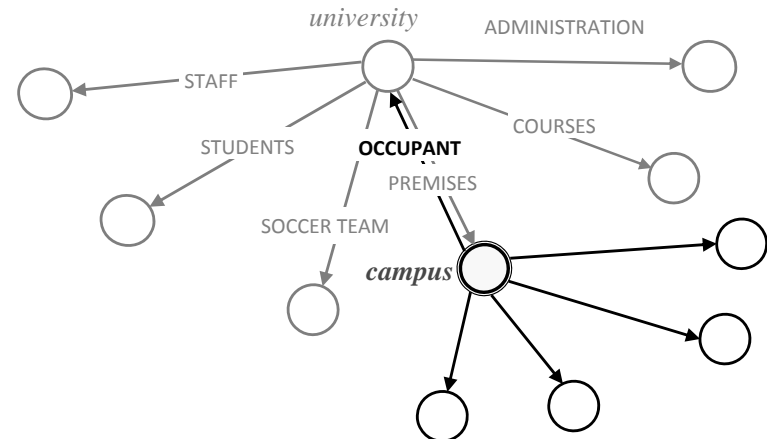 university
ADMINISTRATION
STAFF
COURSES
STUDENTS
OCCUPANT
PREMISES
SOCCER TEAM
campus